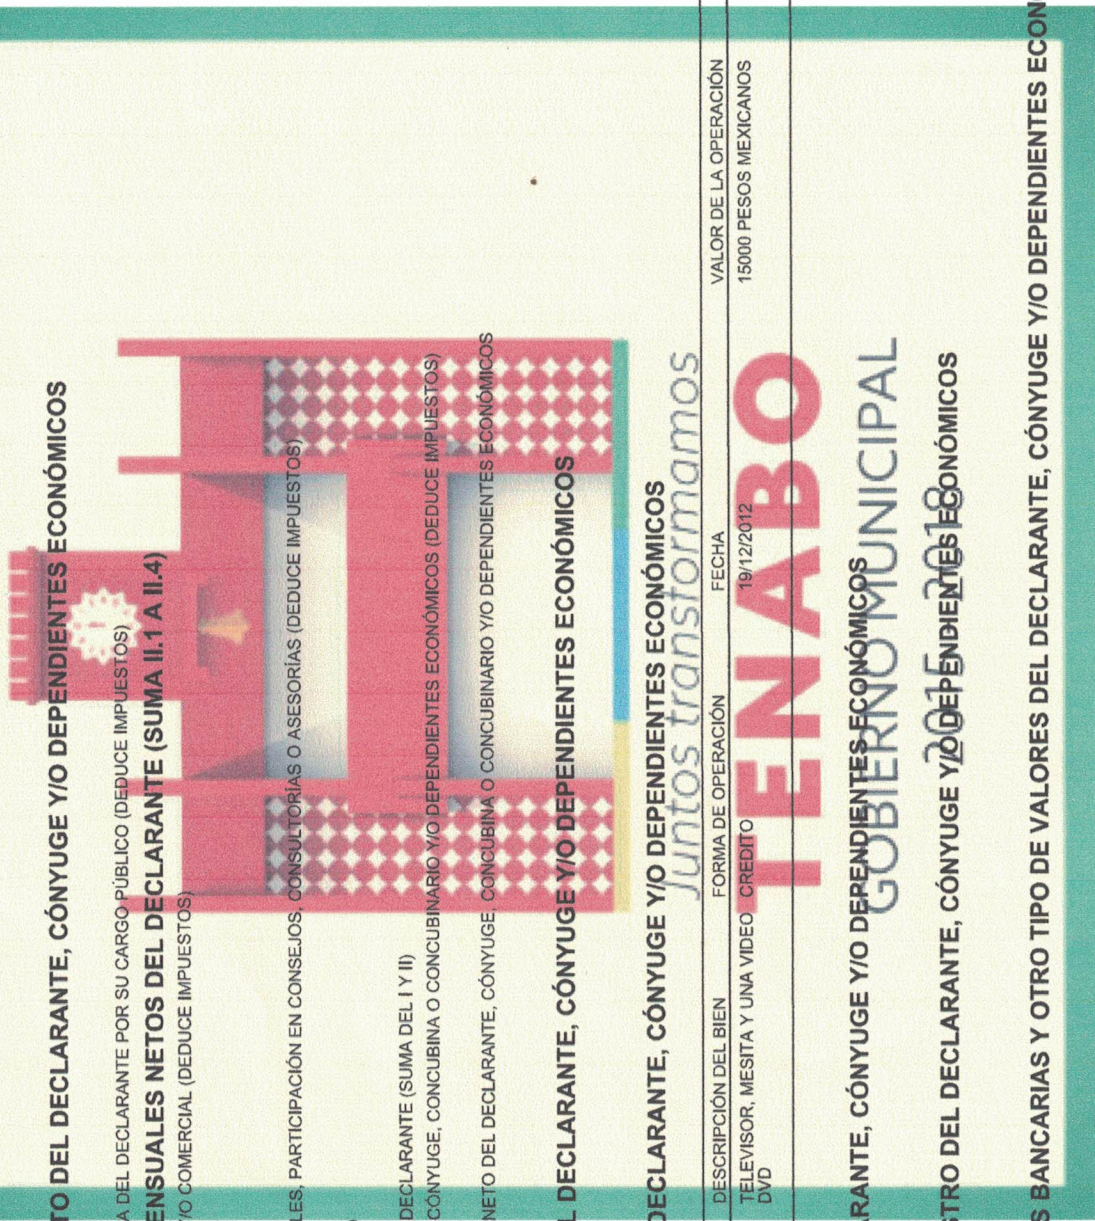 TO DEL DECLARANTE, CÓNYUGE Y/O DEPENDIENTES ECONÓMICOS
A DEL DECLARANTE POR SU CARGO PÚBLICO (DEDUCE IMPUESTOS)
ENSUALES NETOS DEL DECLARANTE (SUMA II.1 A II.4)
/O COMERCIAL (DEDUCE IMPUESTOS)
LES, PARTICIPACIÓN EN CONSEJOS, CONSULTORÍAS O ASESORÍAS (DEDUCE IMPUESTOS)
DECLARANTE (SUMA DEL I Y II)
CÓNYUGE, CONCUBINA O CONCUBINARIO Y/O DEPENDIENTES ECONÓMICOS (DEDUCE IMPUESTOS)
NETO DEL DECLARANTE, CÓNYUGE, CONCUBINA O CONCUBINARIO Y/O DEPENDIENTES ECONÓMICOS
L DECLARANTE, CÓNYUGE Y/O DEPENDIENTES ECONÓMICOS
DECLARANTE, CÓNYUGE Y/O DEPENDIENTES ECONÓMICOS
Juntos transformamos
DESCRIPCIÓN DEL BIEN FORMA DE OPERACIÓN FECHA VALOR DE LA OPERACIÓN
TELEVISOR, MESITA Y UNA VIDEO CREDITO 19/12/2012 15000 PESOS MEXICANOS
DVD
TENABO
RANTE, CÓNYUGE Y/O DEPENDIENTES ECONÓMICOS
GOBIERNO MUNICIPAL
2015 2018
STRO DEL DECLARANTE, CÓNYUGE Y/O DEPENDIENTES ECONÓMICOS
S BANCARIAS Y OTRO TIPO DE VALORES DEL DECLARANTE, CÓNYUGE Y/O DEPENDIENTES ECON